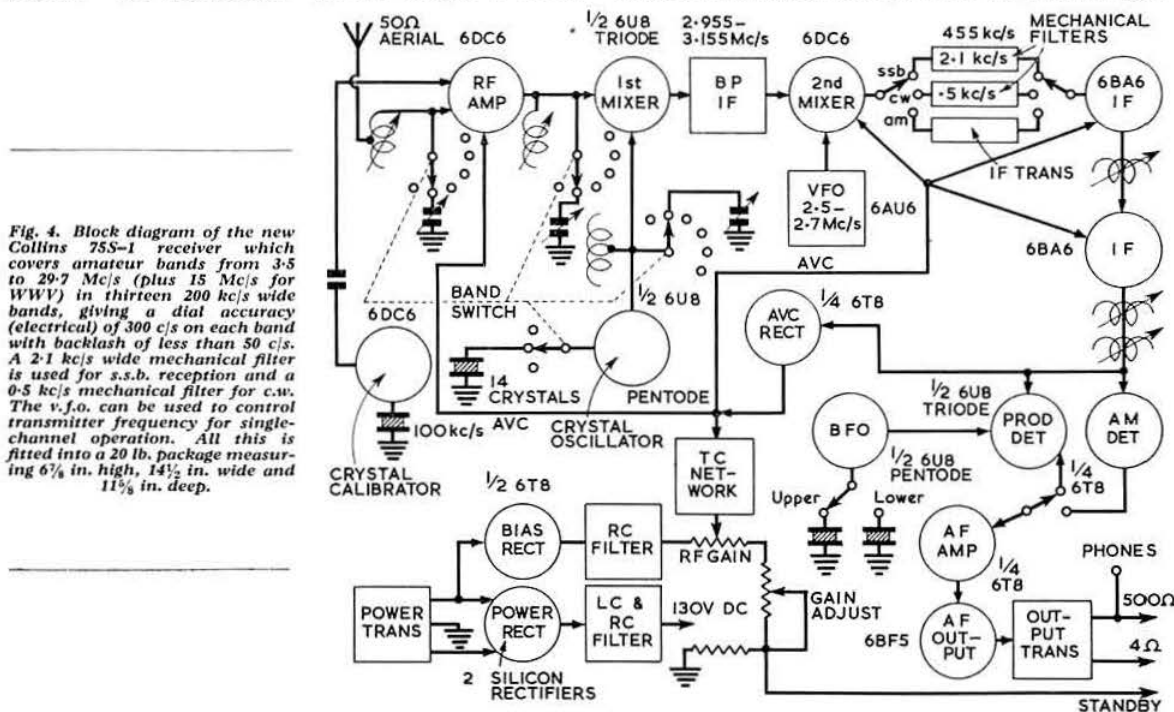 Fig. 4. Block diagram of the new
Collins 75S-1 receiver which
covers amateur bands from 3·5
to 29·7 Mc/s (plus 15 Mc/s for
WWV) in thirteen 200 kc/s wide
bands, giving a dial accuracy
(electrical) of 300 c/s on each band
with backlash of less than 50 c/s.
A 2·1 kc/s wide mechanical filter
is used for s.s.b. reception and a
0·5 kc/s mechanical filter for c.w.
The v.f.o. can be used to control
transmitter frequency for single-
channel operation. All this is
fitted into a 20 lb. package measur-
ing 6⅞ in. high, 14½ in. wide and
11⅝ in. deep.
50Ω
AERIAL
6DC6
RF
AMP
1/2 6U8
TRIODE
1st
MIXER
2·955–
3·155Mc/s
BP
IF
6DC6
2nd
MIXER
455 kc/s
MECHANICAL
FILTERS
ssb
2·1 kc/s
cw
·5kc/s
am
IF TRANS
6BA6
IF
VFO
2·5–
2·7Mc/s
6AU6
6BA6
IF
AVC
BAND
SWITCH
1/2 6U8
6DC6
14
CRYSTALS
PENTODE
CRYSTAL
OSCILLATOR
AVC
100kc/s
CRYSTAL
CALIBRATOR
AVC
RECT
1/4 6T8
1/2 6U8
TRIODE
BFO
PROD
DET
AM
DET
1/2 6U8
PENTODE
1/4
6T8
Upper
Lower
TC
NET-
WORK
1/2 6T8
BIAS
RECT
RC
FILTER
RF GAIN
AF
AMP
1/4
6T8
PHONES
500Ω
POWER
TRANS
POWER
RECT
LC &
RC
FILTER
130V DC
GAIN
ADJUST
6BF5
AF
OUT-
PUT
OUT-
PUT
TRANS
4Ω
2 SILICON
RECTIFIERS
STANDBY